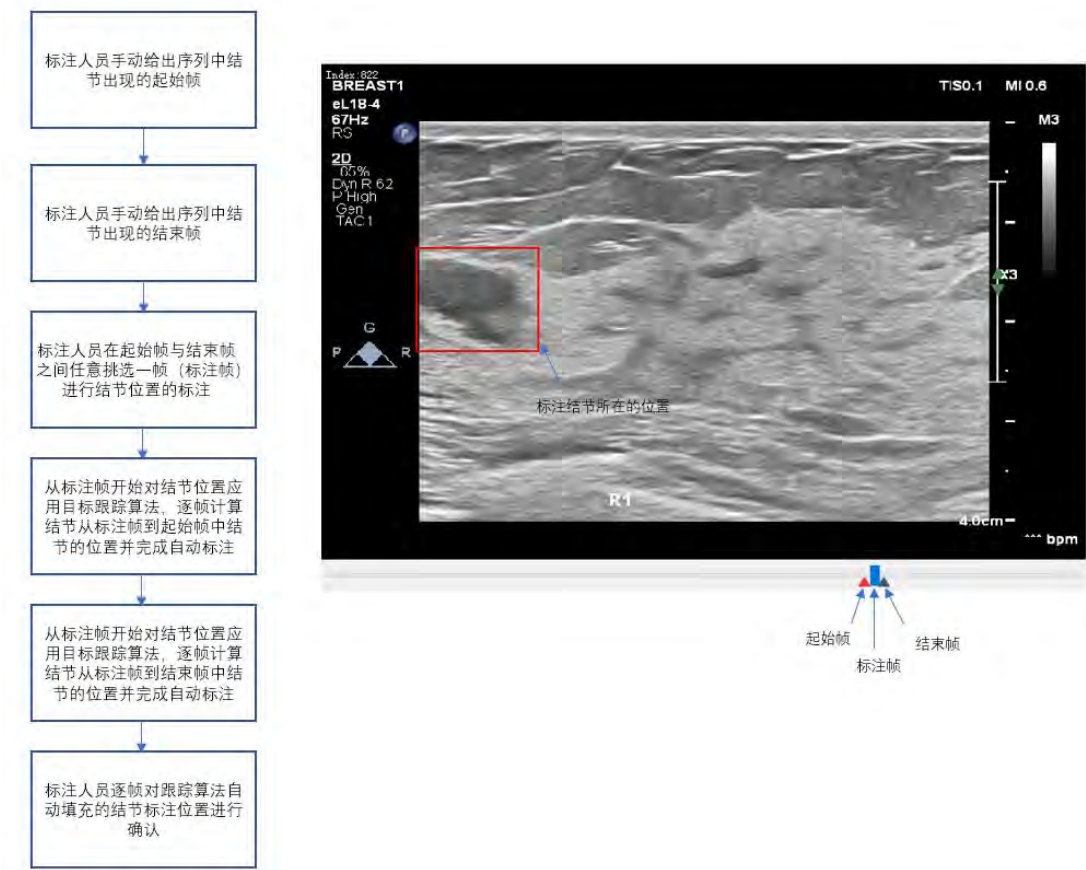 标注人员手动给出序列中结
节出现的起始帧
标注人员手动给出序列中结
节出现的结束帧
标注人员在起始帧与结束帧
之间任意挑选一帧（标注帧）
进行结节位置的标注
从标注帧开始对结节位置应
用目标跟踪算法，逐帧计算
结节从标注帧到起始帧中结
节的位置并完成自动标注
从标注帧开始对结节位置应
用目标跟踪算法，逐帧计算
结节从标注帧到结束帧中结
节的位置并完成自动标注
标注人员逐帧对跟踪算法自
动填充的结节标注位置进行
确认
Index:822
BREAST1
eL18-4
67Hz
RS
2D
65%
Dyn R 62
P High
Gen
TAC1
TIS0.1 MI 0.6
M3
x3
G
P R
标注结节所在的位置
R1
4.0cm
*** bpm
起始帧
标注帧
结束帧